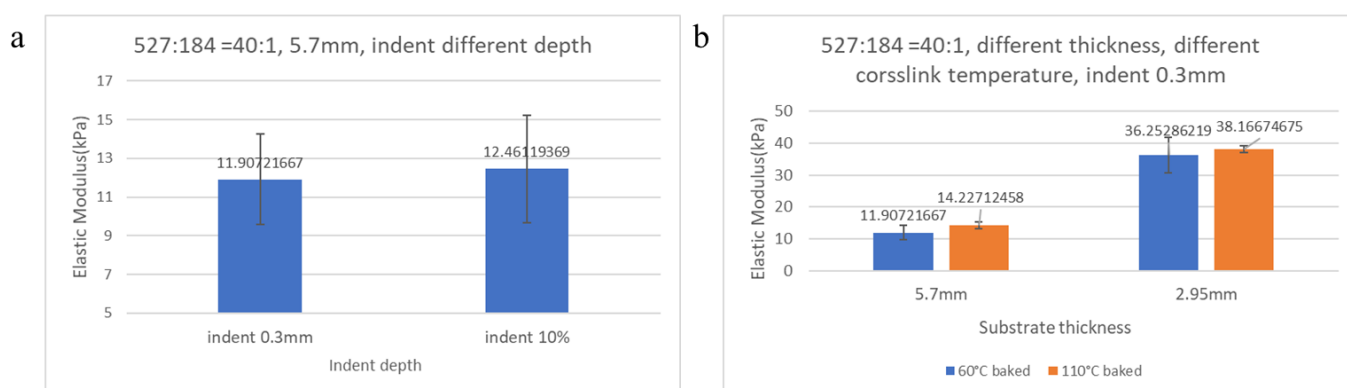 a
527:184 =40:1, 5.7mm, indent different depth
Elastic Modulus(kPa)
17
15
13
11
9
7
5
11.90721667
12.46119369
indent 0.3mm
indent 10%
Indent depth
b
527:184 =40:1, different thickness, different
corsslink temperature, indent 0.3mm
Elastic Modulus(kPa)
50
40
30
20
10
0
11.90721667
14.22712458
36.25286219
38.16674675
5.7mm
2.95mm
Substrate thickness
60°C baked
110°C baked